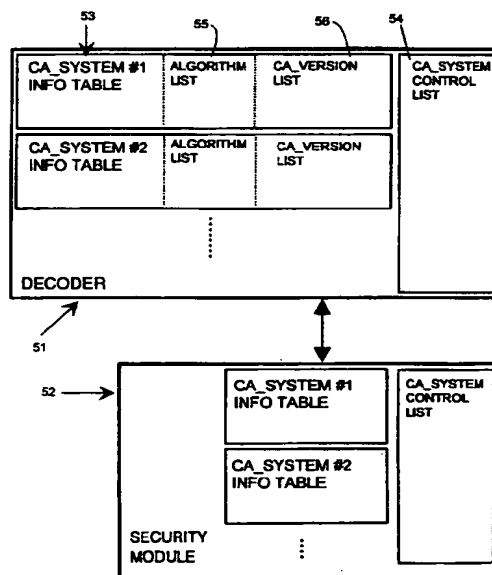 53
55
56
54
CA_SYSTEM #1
INFO TABLE
ALGORITHM
LIST
CA_VERSION
LIST
CA_SYSTEM
CONTROL
LIST
CA_SYSTEM #2
INFO TABLE
ALGORITHM
LIST
CA_VERSION
LIST
DECODER
51
52
CA_SYSTEM #1
INFO TABLE
CA_SYSTEM
CONTROL
LIST
CA_SYSTEM #2
INFO TABLE
SECURITY
MODULE